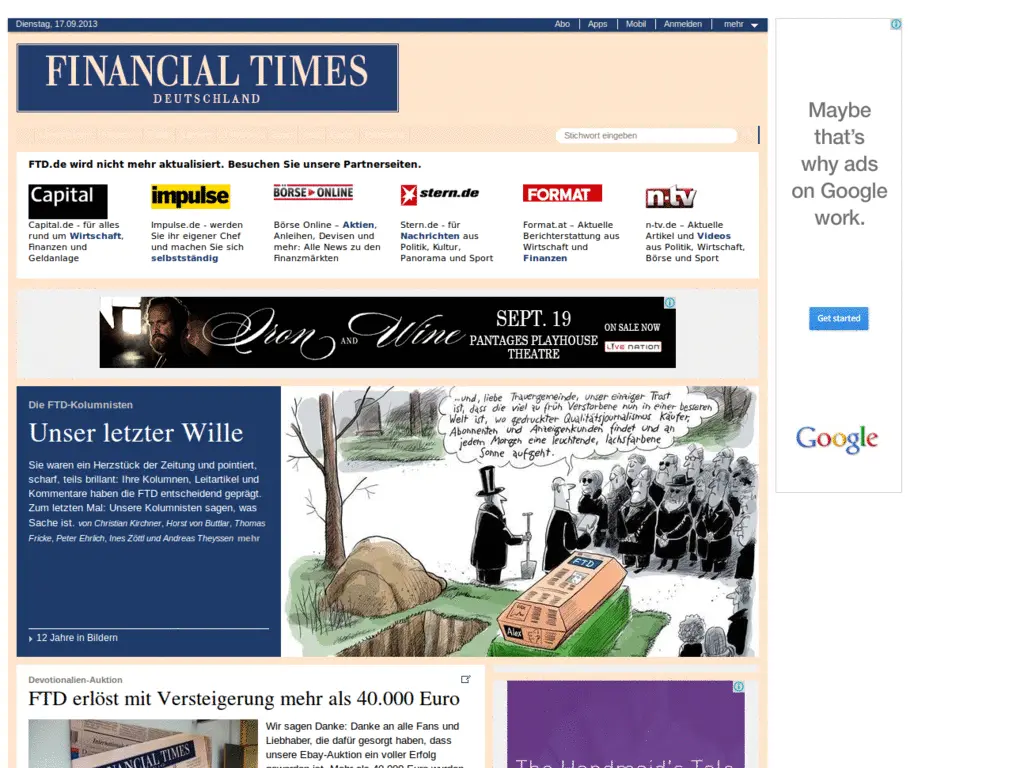 Dienstag, 17.09.2013
Abo
Apps
Mobil
Anmelden
mehr
FINANCIAL TIMES
DEUTSCHLAND
Stichwort eingeben
FTD.de wird nicht mehr aktualisiert. Besuchen Sie unsere Partnerseiten.
Capital
Capital.de - für alles
rund um Wirtschaft,
Finanzen und
Geldanlage
impulse
Impulse.de - werden
Sie ihr eigener Chef
und machen Sie sich
selbstständig
BÖRSE ONLINE
Börse Online – Aktien,
Anleihen, Devisen und
mehr: Alle News zu den
Finanzmärkten
stern.de
Stern.de - für
Nachrichten aus
Politik, Kultur,
Panorama und Sport
FORMAT
Format.at – Aktuelle
Berichterstattung aus
Wirtschaft und
Finanzen
n-tv
n-tv.de – Aktuelle
Artikel und Videos
aus Politik, Wirtschaft,
Börse und Sport
Iron AND Wine
SEPT. 19
PANTAGES PLAYHOUSE
THEATRE
ON SALE NOW
LIVE NATION
Die FTD-Kolumnisten
Unser letzter Wille
Sie waren ein Herzstück der Zeitung und pointiert,
scharf, teils brillant: Ihre Kolumnen, Leitartikel und
Kommentare haben die FTD entscheidend geprägt.
Zum letzten Mal: Unsere Kolumnisten sagen, was
Sache ist. von Christian Kirchner, Horst von Buttlar, Thomas
Fricke, Peter Ehrlich, Ines Zöttl und Andreas Theyssen mehr
12 Jahre in Bildern
...und, liebe Trauergemeinde, unser einziger Trost
ist, dass die viel zu früh Verstorbene nun in einer besseren
Welt ist, wo gedruckter Qualitätsjournalismus Käufer,
Abonnenten und Anzeigenkunden findet und an
jedem Morgen eine leuchtende, lachsfarbene
Sonne aufgeht.
FTD
Alex
Devotionalien-Auktion
FTD erlöst mit Versteigerung mehr als 40.000 Euro
FINANCIAL TIMES
Wir sagen Danke: Danke an alle Fans und
Liebhaber, die dafür gesorgt haben, dass
unsere Ebay-Auktion ein voller Erfolg
geworden ist. Mehr als 40.000 Euro wurden
The Handmaid's Tale
Maybe
that's
why ads
on Google
work.
Get started
Google